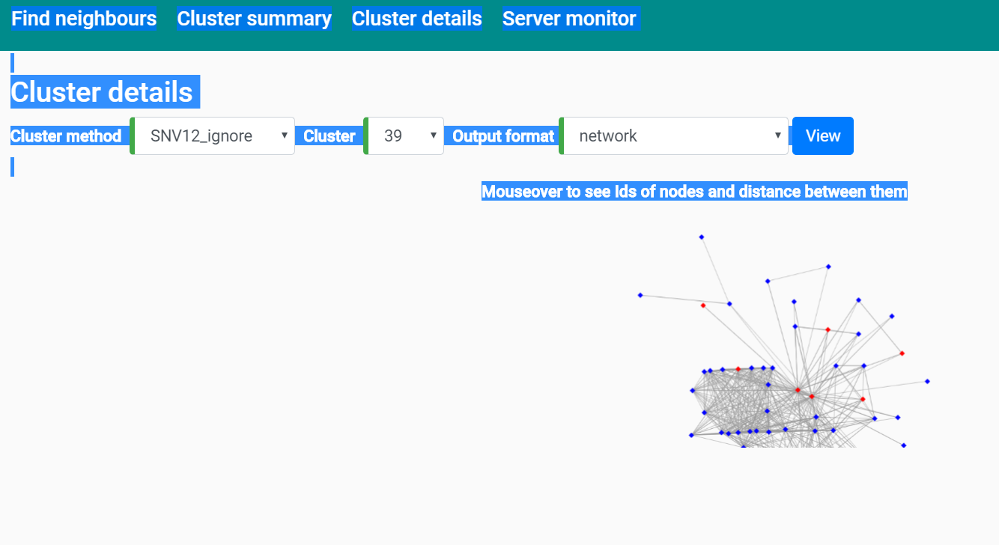 Find neighbours Cluster summary Cluster details Server monitor
Cluster details
Cluster method SNV12_ignore Cluster 39 Output format network View
Mouseover to see Ids of nodes and distance between them